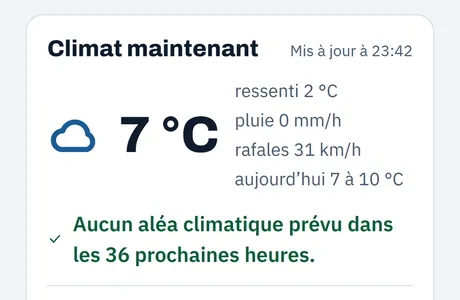 Climat maintenant
Mis à jour à 23:42
7 °C
ressenti 2 °C
pluie 0 mm/h
rafales 31 km/h
aujourd’hui 7 à 10 °C
Aucun aléa climatique prévu dans
les 36 prochaines heures.